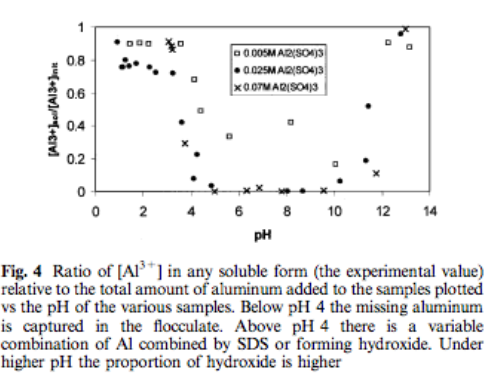 1
0.8
0.6
0.4
0.2
0
[Al3+]sol/[Al3+]init
0.005M Al2(SO4)3
0.025M Al2(SO4)3
0.07M Al2(SO4)3
0 2 4 6 8 10 12 14
pH
Fig. 4 Ratio of [Al³⁺] in any soluble form (the experimental value)
relative to the total amount of aluminum added to the samples plotted
vs the pH of the various samples. Below pH 4 the missing aluminum
is captured in the flocculate. Above pH 4 there is a variable
combination of Al combined by SDS or forming hydroxide. Under
higher pH the proportion of hydroxide is higher